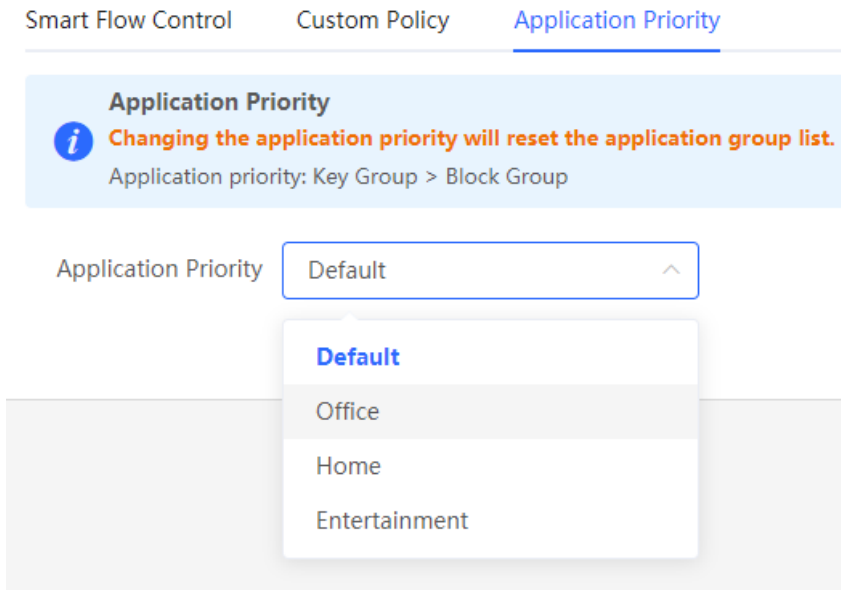 Smart Flow Control Custom Policy Application Priority
Application Priority
Changing the application priority will reset the application group list.
Application priority: Key Group > Block Group
Application Priority Default
Default
Office
Home
Entertainment